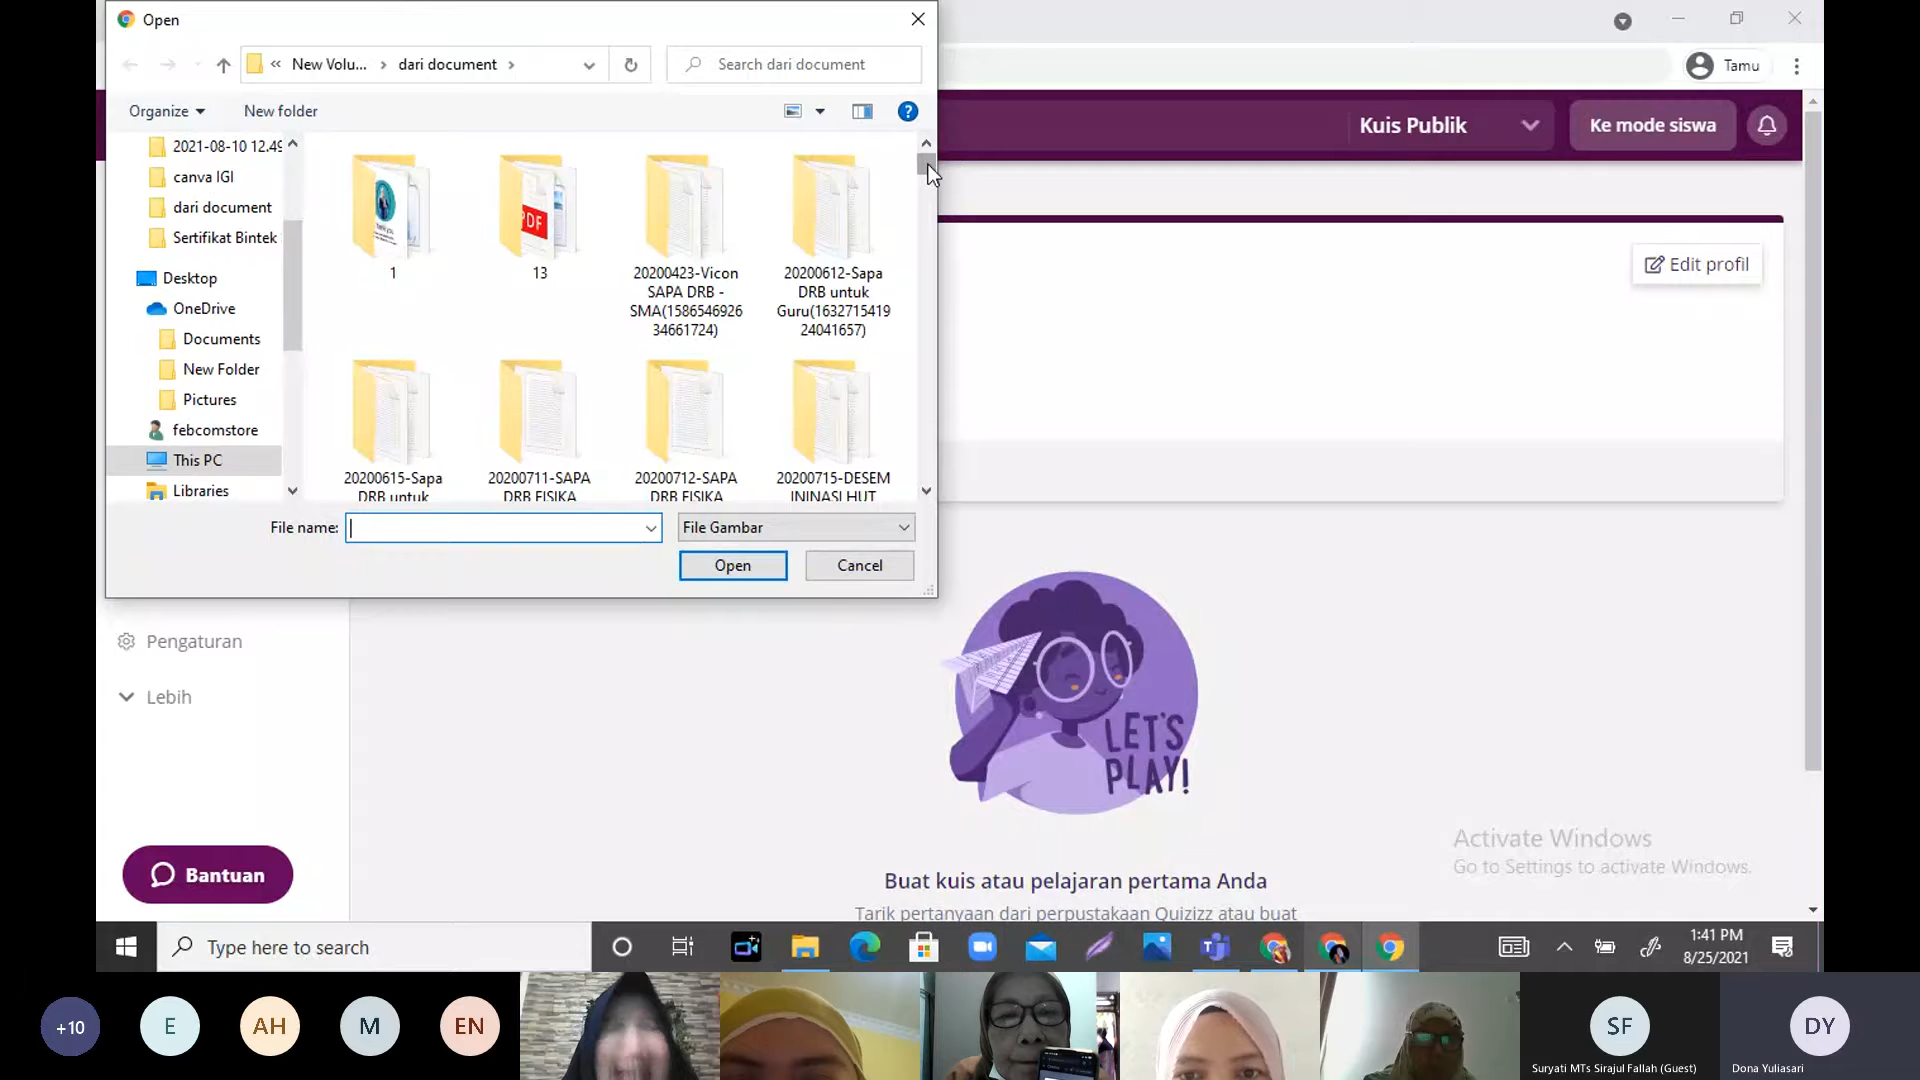 Open
« New Volu... › dari document ›
Search dari document
Tamu
Organize
New folder
Kuis Publik
Ke mode siswa
2021-08-10 12.49
canva IGI
dari document
Sertifikat Bintek
Desktop
OneDrive
Documents
New Folder
Pictures
febcomstore
This PC
Libraries
PDF
1
13
20200423-Vicon
SAPA DRB -
SMA(1586546926
34661724)
20200612-Sapa
DRB untuk
Guru(1632715419
24041657)
20200615-Sapa
DRB untuk
20200711-SAPA
DRB FISIKA
20200712-SAPA
DRB FISIKA
20200715-DESEM
ININASI HUT
File name:
File Gambar
Open
Cancel
Edit profil
Pengaturan
Lebih
Bantuan
LET'S
PLAY!
Buat kuis atau pelajaran pertama Anda
Tarik pertanyaan dari perpustakaan Quizizz atau buat
Activate Windows
Go to Settings to activate Windows.
Type here to search
1:41 PM
8/25/2021
+10
E
AH
M
EN
SF
Suryati MTs Sirajul Fallah (Guest)
DY
Dona Yuliasari